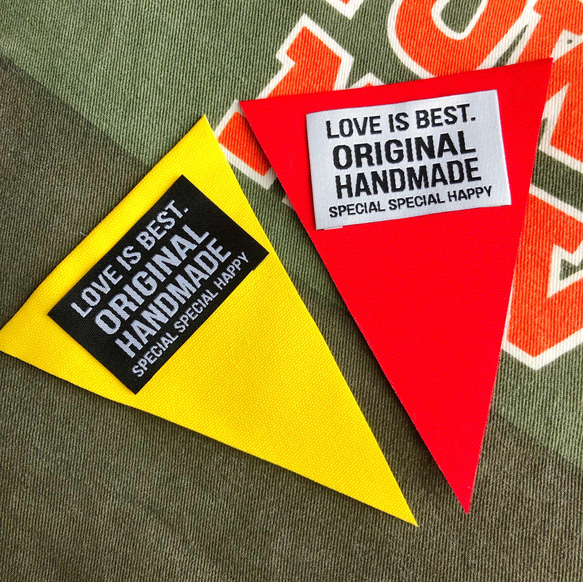 LOVE IS BEST.
ORIGINAL
HANDMADE
SPECIAL SPECIAL HAPPY
LOVE IS BEST.
ORIGINAL
HANDMADE
SPECIAL SPECIAL HAPPY